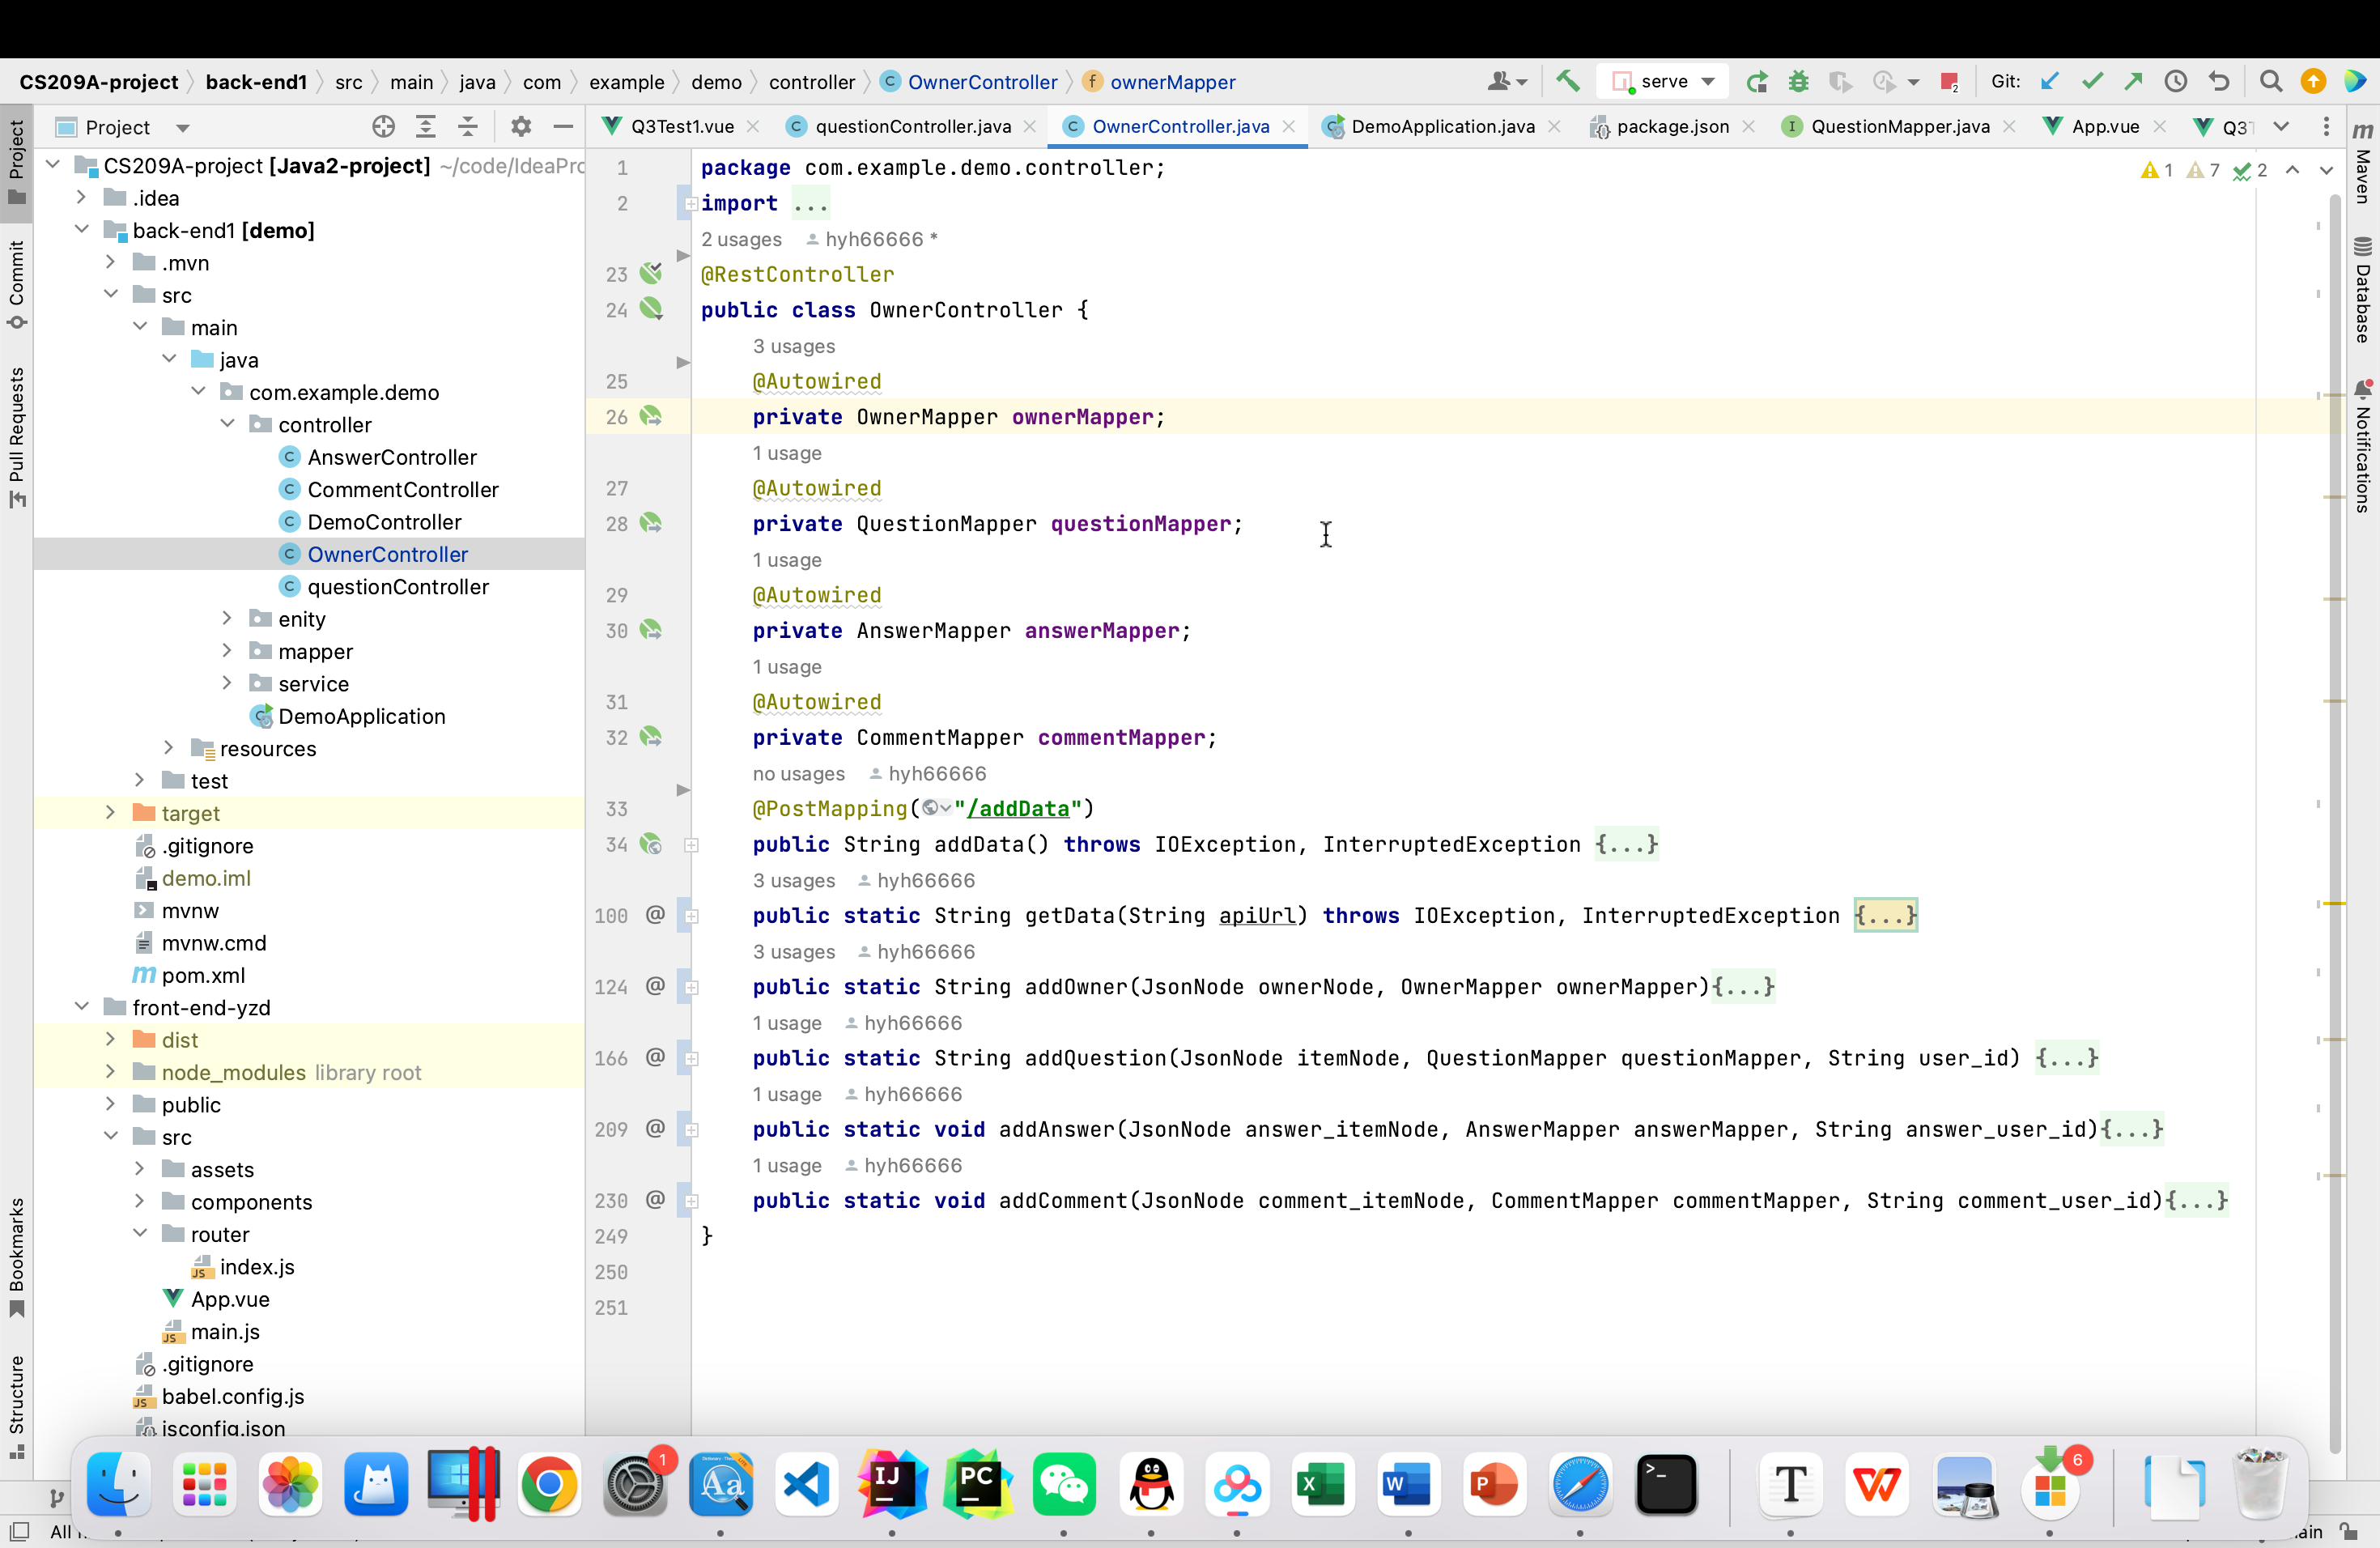 CS209A-project back-end1 src main java com example demo controller OwnerController ownerMapper serve Git:
Project
Q3Test1.vue questionController.java OwnerController.java DemoApplication.java package.json QuestionMapper.java App.vue
CS209A-project [Java2-project] ~/code/IdeaPrc
.idea
back-end1 [demo]
.mvn
src
main
java
com.example.demo
controller
AnswerController
CommentController
DemoController
OwnerController
questionController
enity
mapper
service
DemoApplication
resources
test
target
.gitignore
demo.iml
mvnw
mvnw.cmd
pom.xml
front-end-yzd
dist
node_modules library root
public
src
assets
components
router
index.js
App.vue
main.js
.gitignore
babel.config.js
jsconfig.json
Project
Commit
Pull Requests
Bookmarks
Structure
1 package com.example.demo.controller;
2 import ...
2 usages hyh66666 *
23 @RestController
24 public class OwnerController {
3 usages
25 @Autowired
26 private OwnerMapper ownerMapper;
1 usage
27 @Autowired
28 private QuestionMapper questionMapper;
1 usage
29 @Autowired
30 private AnswerMapper answerMapper;
1 usage
31 @Autowired
32 private CommentMapper commentMapper;
no usages hyh66666
33 @PostMapping("/addData")
34 public String addData() throws IOException, InterruptedException {...}
3 usages hyh66666
100 @ public static String getData(String apiUrl) throws IOException, InterruptedException {...}
3 usages hyh66666
124 @ public static String addOwner(JsonNode ownerNode, OwnerMapper ownerMapper){...}
1 usage hyh66666
166 @ public static String addQuestion(JsonNode itemNode, QuestionMapper questionMapper, String user_id) {...}
1 usage hyh66666
209 @ public static void addAnswer(JsonNode answer_itemNode, AnswerMapper answerMapper, String answer_user_id){...}
1 usage hyh66666
230 @ public static void addComment(JsonNode comment_itemNode, CommentMapper commentMapper, String comment_user_id){...}
249 }
250
251
1 7 2
Maven
Database
Notifications
1
6
All